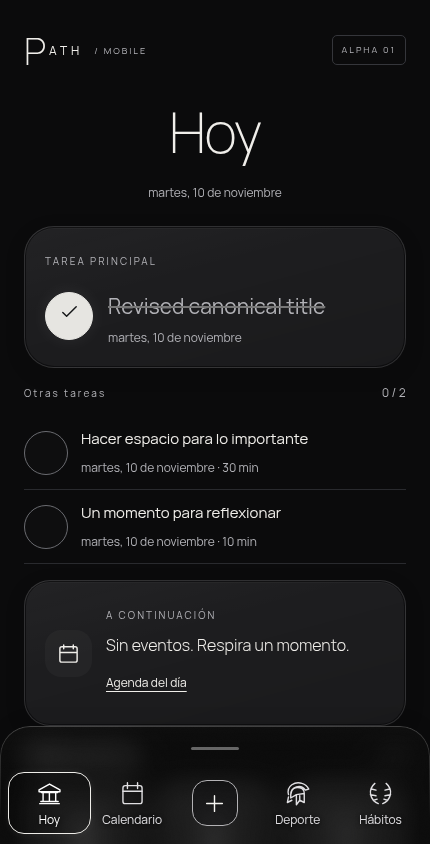 PATH / MOBILE
ALPHA 01
Hoy
martes, 10 de noviembre
TAREA PRINCIPAL
Revised canonical title
martes, 10 de noviembre
Otras tareas
0 / 2
Hacer espacio para lo importante
martes, 10 de noviembre · 30 min
Un momento para reflexionar
martes, 10 de noviembre · 10 min
A CONTINUACIÓN
Sin eventos. Respira un momento.
Agenda del día
Hoy
Calendario
Deporte
Hábitos